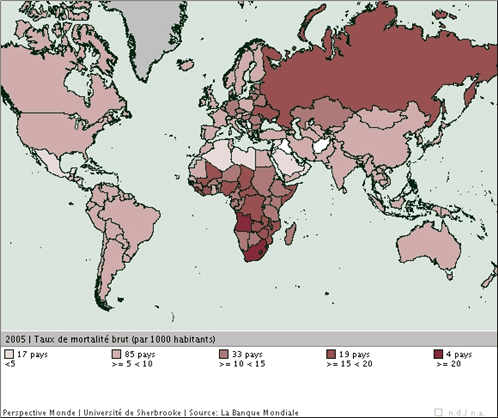 2005 | Taux de mortalité brut (par 1000 habitants)
17 pays 85 pays 33 pays 19 pays 4 pays
<5 >= 5 < 10 >= 10 < 15 >= 15 < 20 >= 20
Perspective Monde | Université de Sherbrooke | Source: La Banque Mondiale n.d./ n.a.